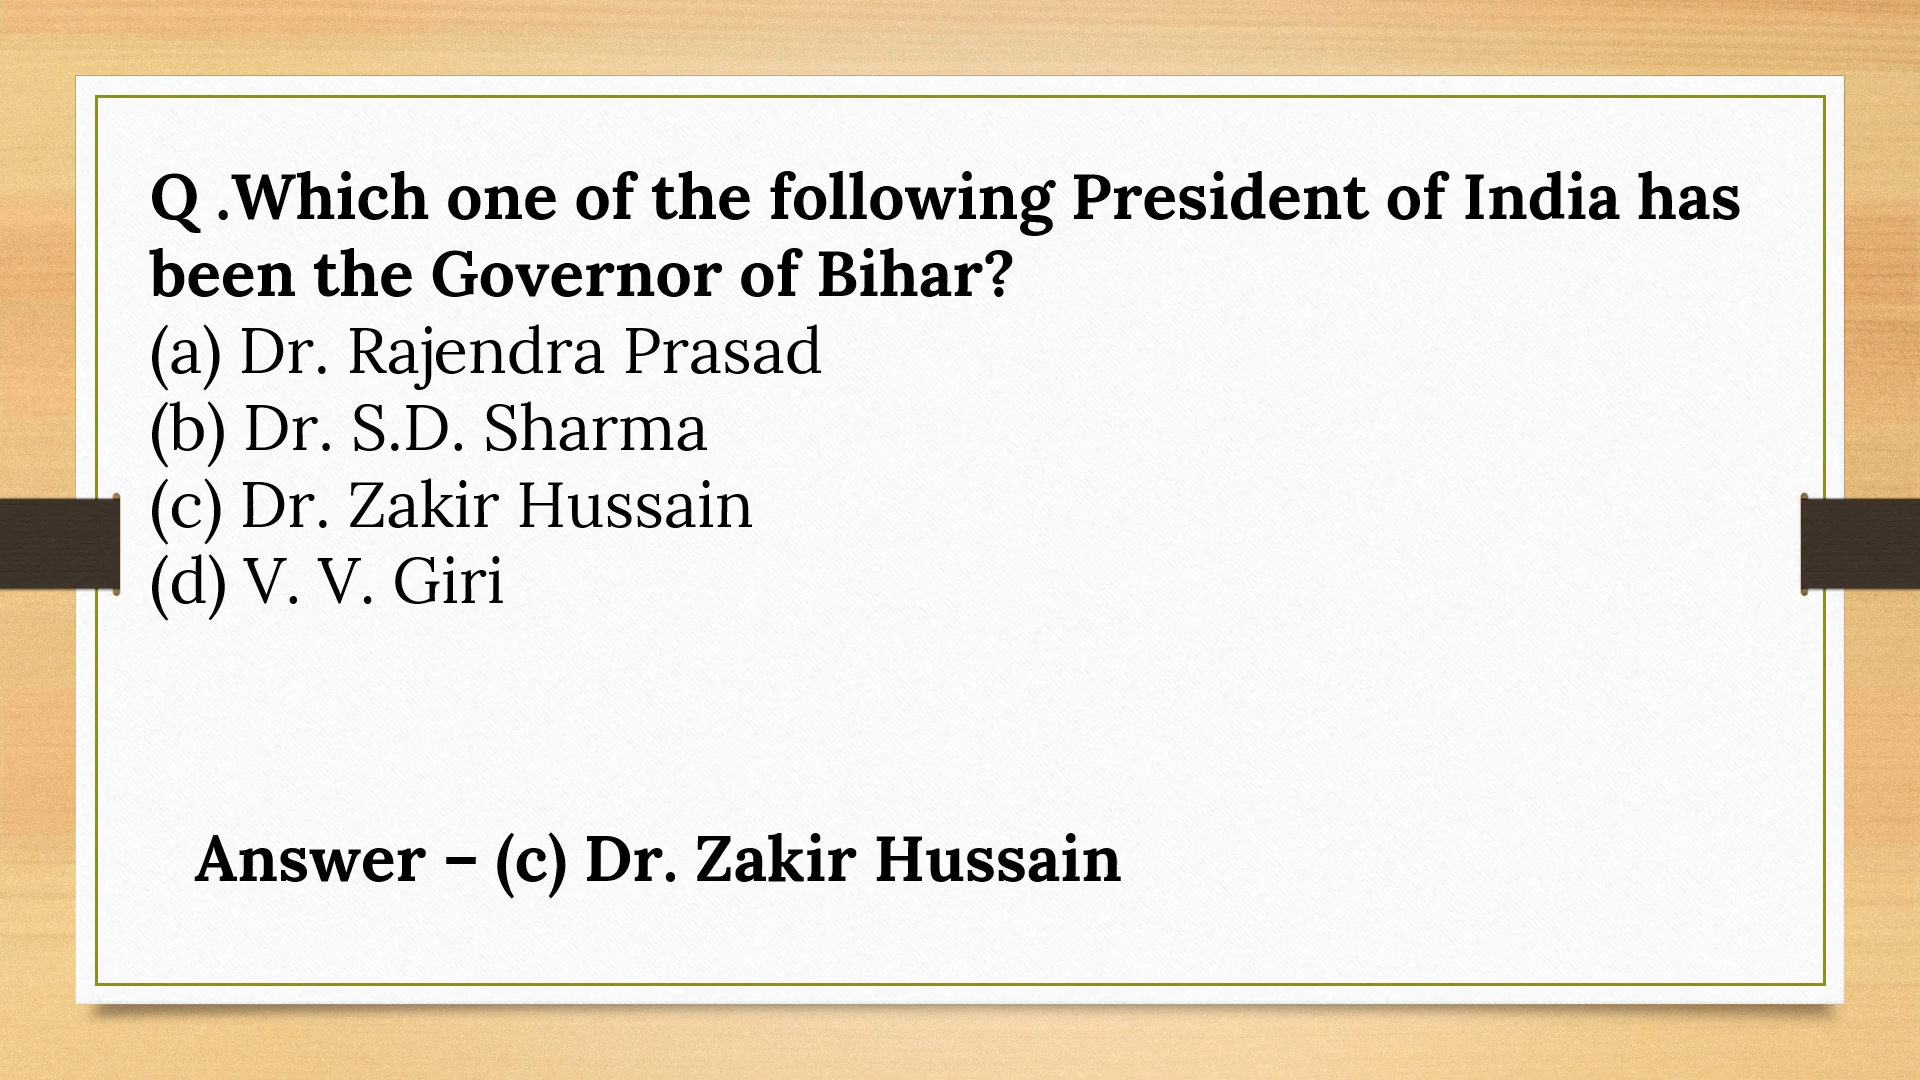 Q .Which one of the following President of India has
been the Governor of Bihar?
(a) Dr. Rajendra Prasad
(b) Dr. S.D. Sharma
(c) Dr. Zakir Hussain
(d) V. V. Giri
Answer – (c) Dr. Zakir Hussain